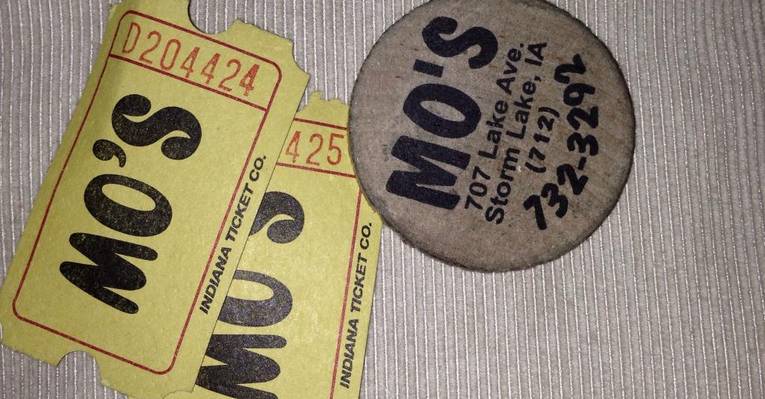 D204424
MO'S
INDIANA TICKET CO.
425
MO'S
INDIANA TICKET CO.
MO'S
707 Lake Ave.
Storm Lake, IA
(712)
732-3292